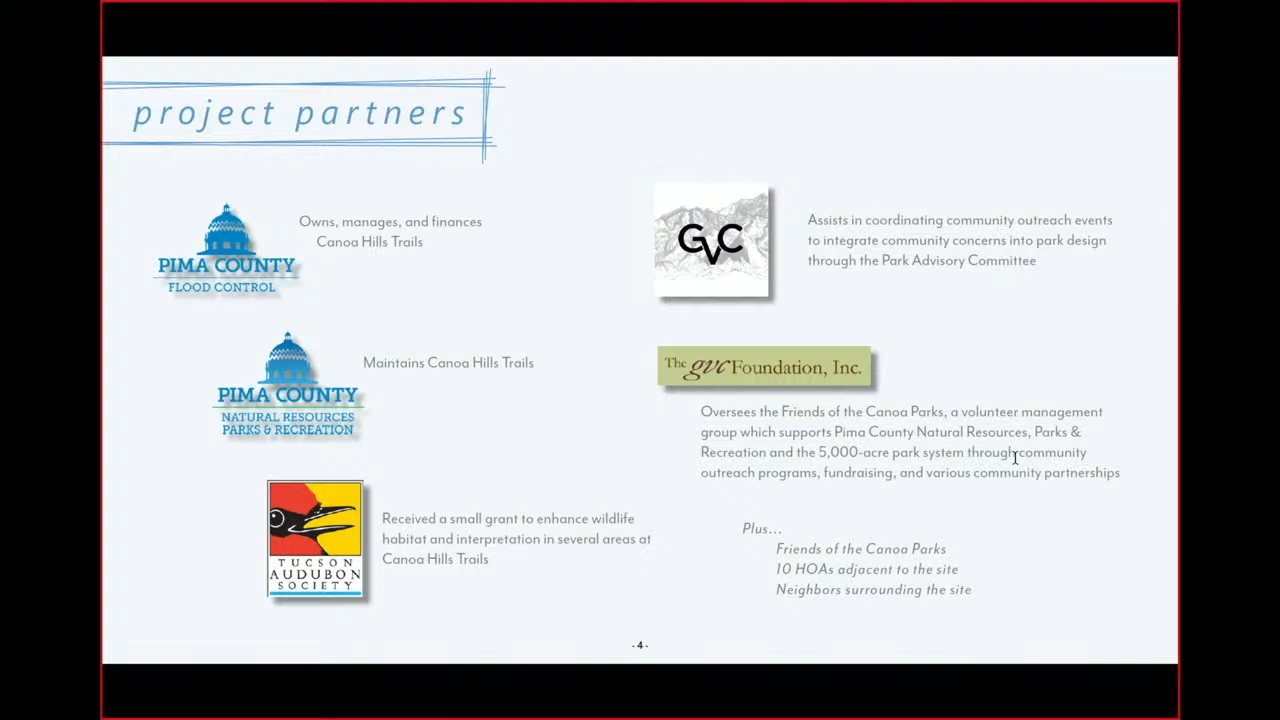 project partners
PIMA COUNTY
FLOOD CONTROL
Owns, manages, and finances
Canoa Hills Trails
PIMA COUNTY
NATURAL RESOURCES
PARKS & RECREATION
Maintains Canoa Hills Trails
TUCSON
AUDUBON
SOCIETY
Received a small grant to enhance wildlife
habitat and interpretation in several areas at
Canoa Hills Trails
GVC
Assists in coordinating community outreach events
to integrate community concerns into park design
through the Park Advisory Committee
The gvc Foundation, Inc.
Oversees the Friends of the Canoa Parks, a volunteer management
group which supports Pima County Natural Resources, Parks &
Recreation and the 5,000-acre park system through community
outreach programs, fundraising, and various community partnerships
Plus...
Friends of the Canoa Parks
10 HOAs adjacent to the site
Neighbors surrounding the site
- 4 -